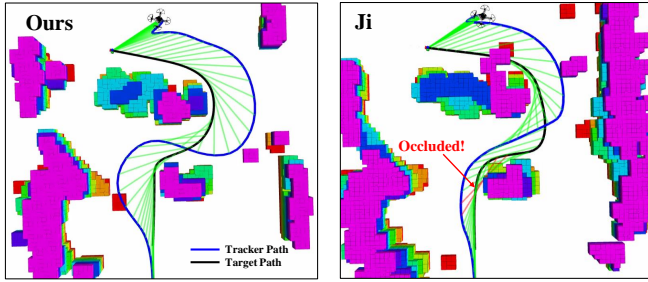 Ours
Tracker Path
Target Path
Ji
Occluded!